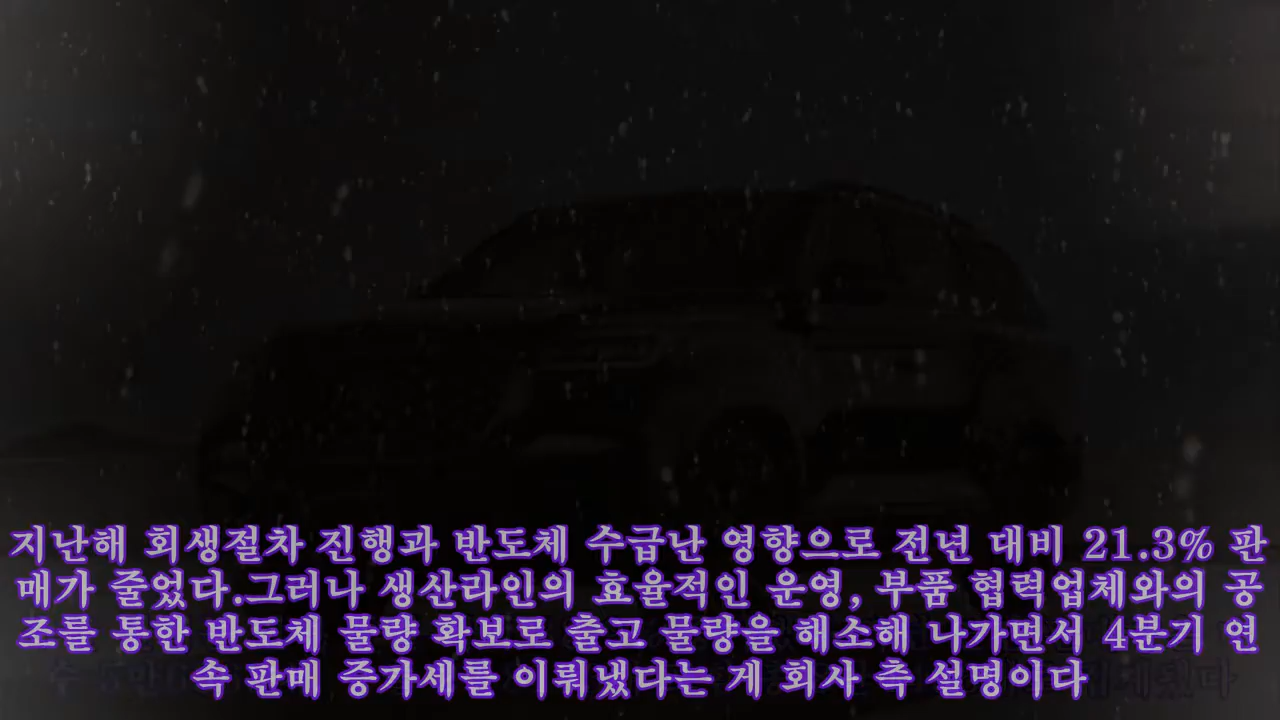 지난해 회생절차 진행과 반도체 수급난 영향으로 전년 대비 21.3% 판
매가 줄었다.그러나 생산라인의 효율적인 운영, 부품 협력업체와의 공
조를 통한 반도체 물량 확보로 출고 물량을 해소해 나가면서 4분기 연
속 판매 증가세를 이뤄냈다는 게 회사 측 설명이다